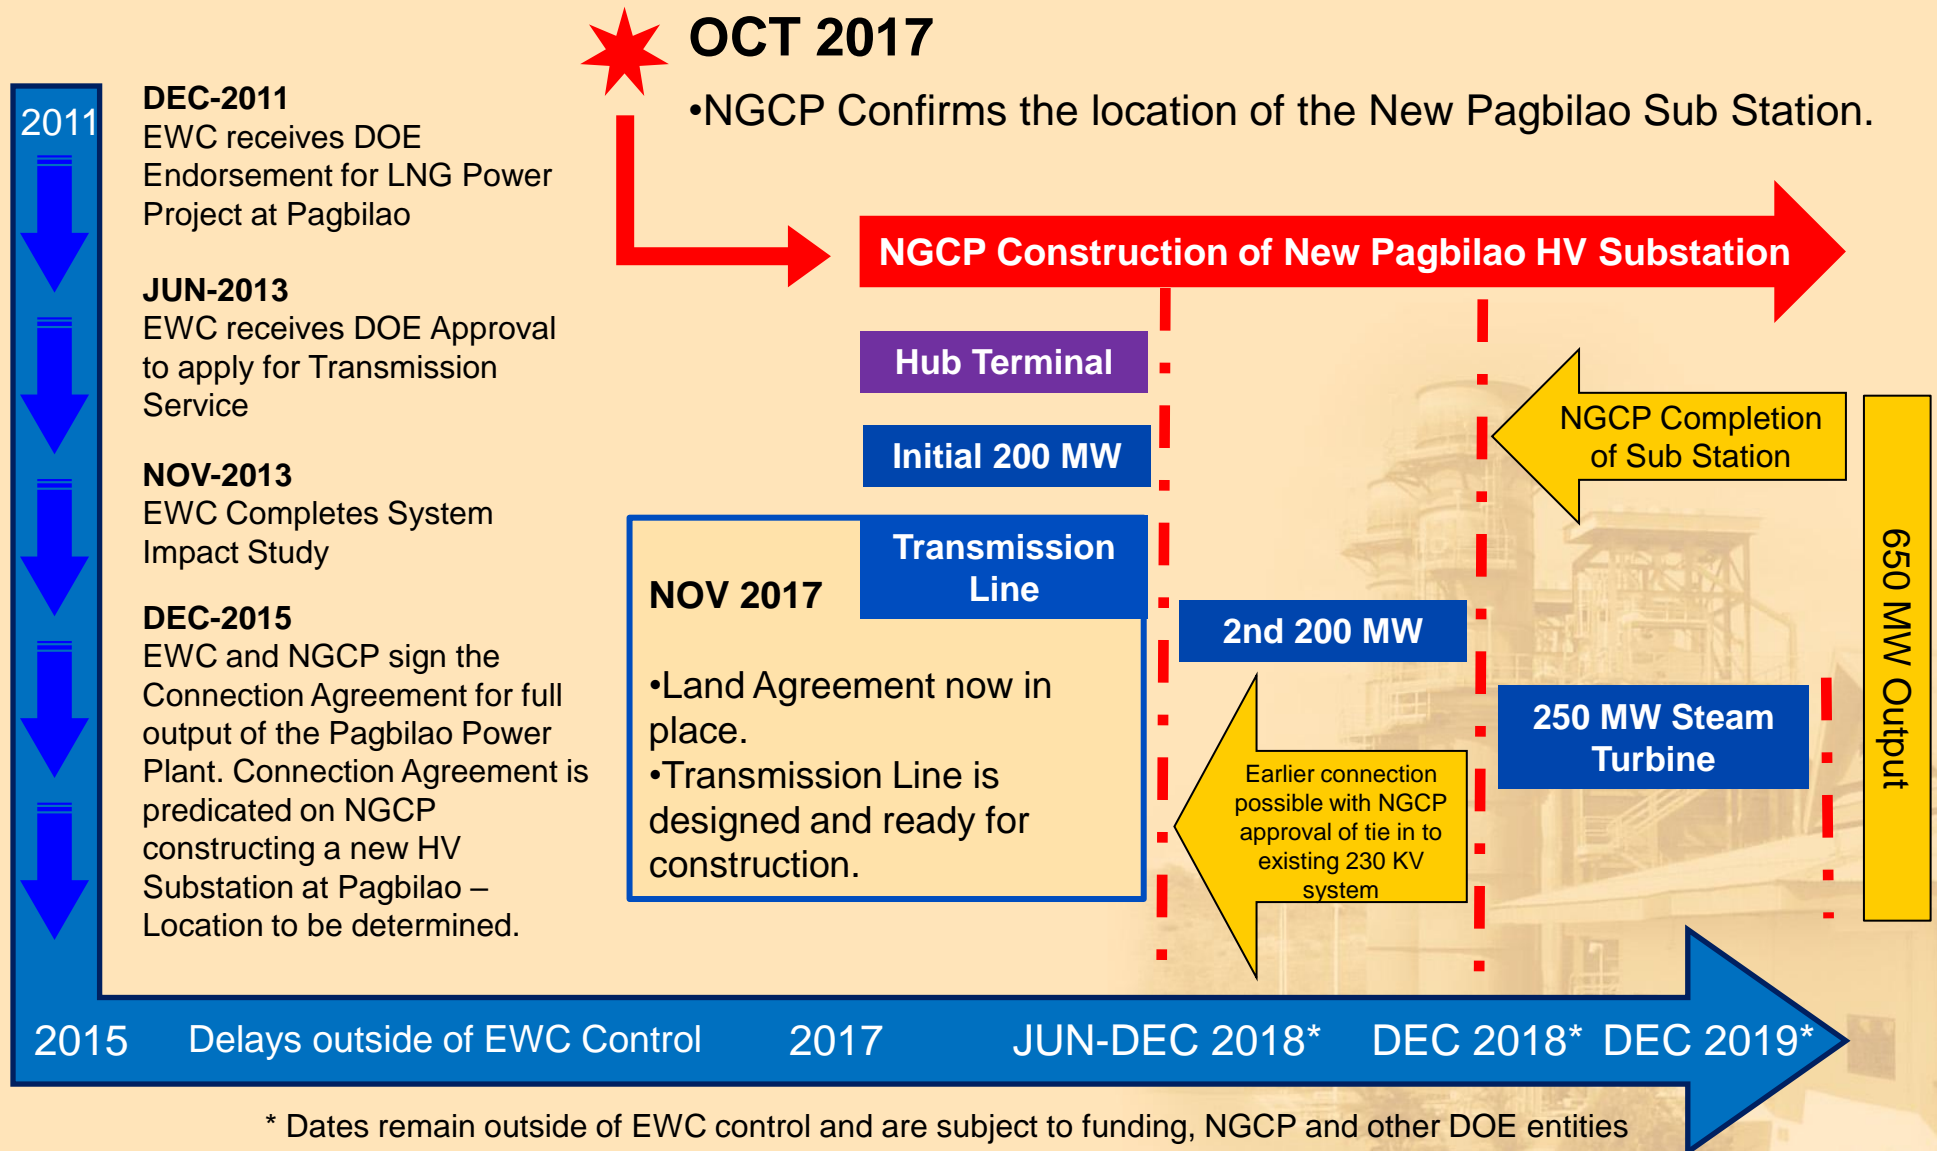 OCT 2017
•NGCP Confirms the location of the New Pagbilao Sub Station.
2011
DEC-2011
EWC receives DOE
Endorsement for LNG Power
Project at Pagbilao
JUN-2013
EWC receives DOE Approval
to apply for Transmission
Service
NOV-2013
EWC Completes System
Impact Study
DEC-2015
EWC and NGCP sign the
Connection Agreement for full
output of the Pagbilao Power
Plant. Connection Agreement is
predicated on NGCP
constructing a new HV
Substation at Pagbilao –
Location to be determined.
NGCP Construction of New Pagbilao HV Substation
Hub Terminal
Initial 200 MW
Transmission
Line
NOV 2017
•Land Agreement now in
place.
•Transmission Line is
designed and ready for
construction.
2nd 200 MW
Earlier connection
possible with NGCP
approval of tie in to
existing 230 KV
system
NGCP Completion
of Sub Station
250 MW Steam
Turbine
650 MW Output
2015
Delays outside of EWC Control
2017
JUN-DEC 2018*
DEC 2018*
DEC 2019*
* Dates remain outside of EWC control and are subject to funding, NGCP and other DOE entities